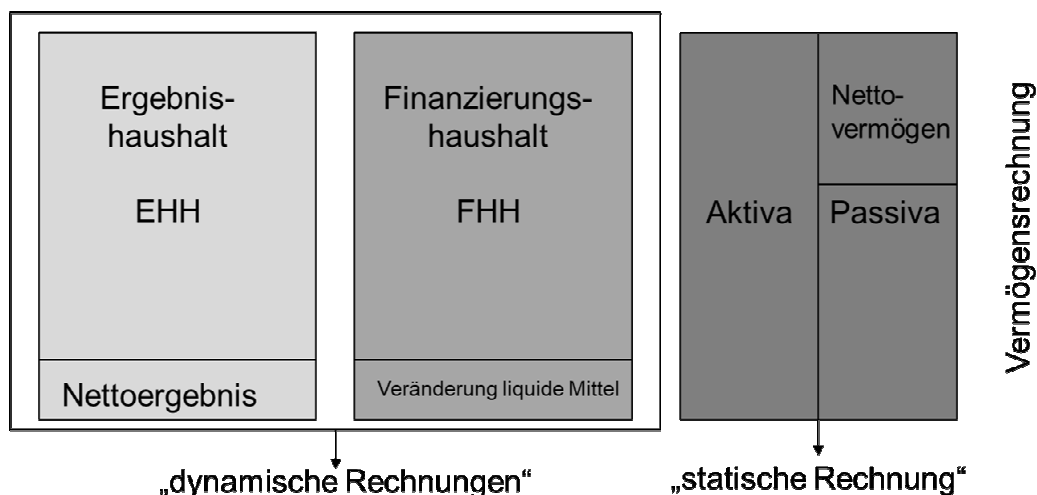 Ergebnis-
haushalt
EHH
Nettoergebnis
Finanzierungs-
haushalt
FHH
Veränderung liquide Mittel
Aktiva
Netto-
vermögen
Passiva
Vermögensrechnung
„dynamische Rechnungen“
„statische Rechnung“